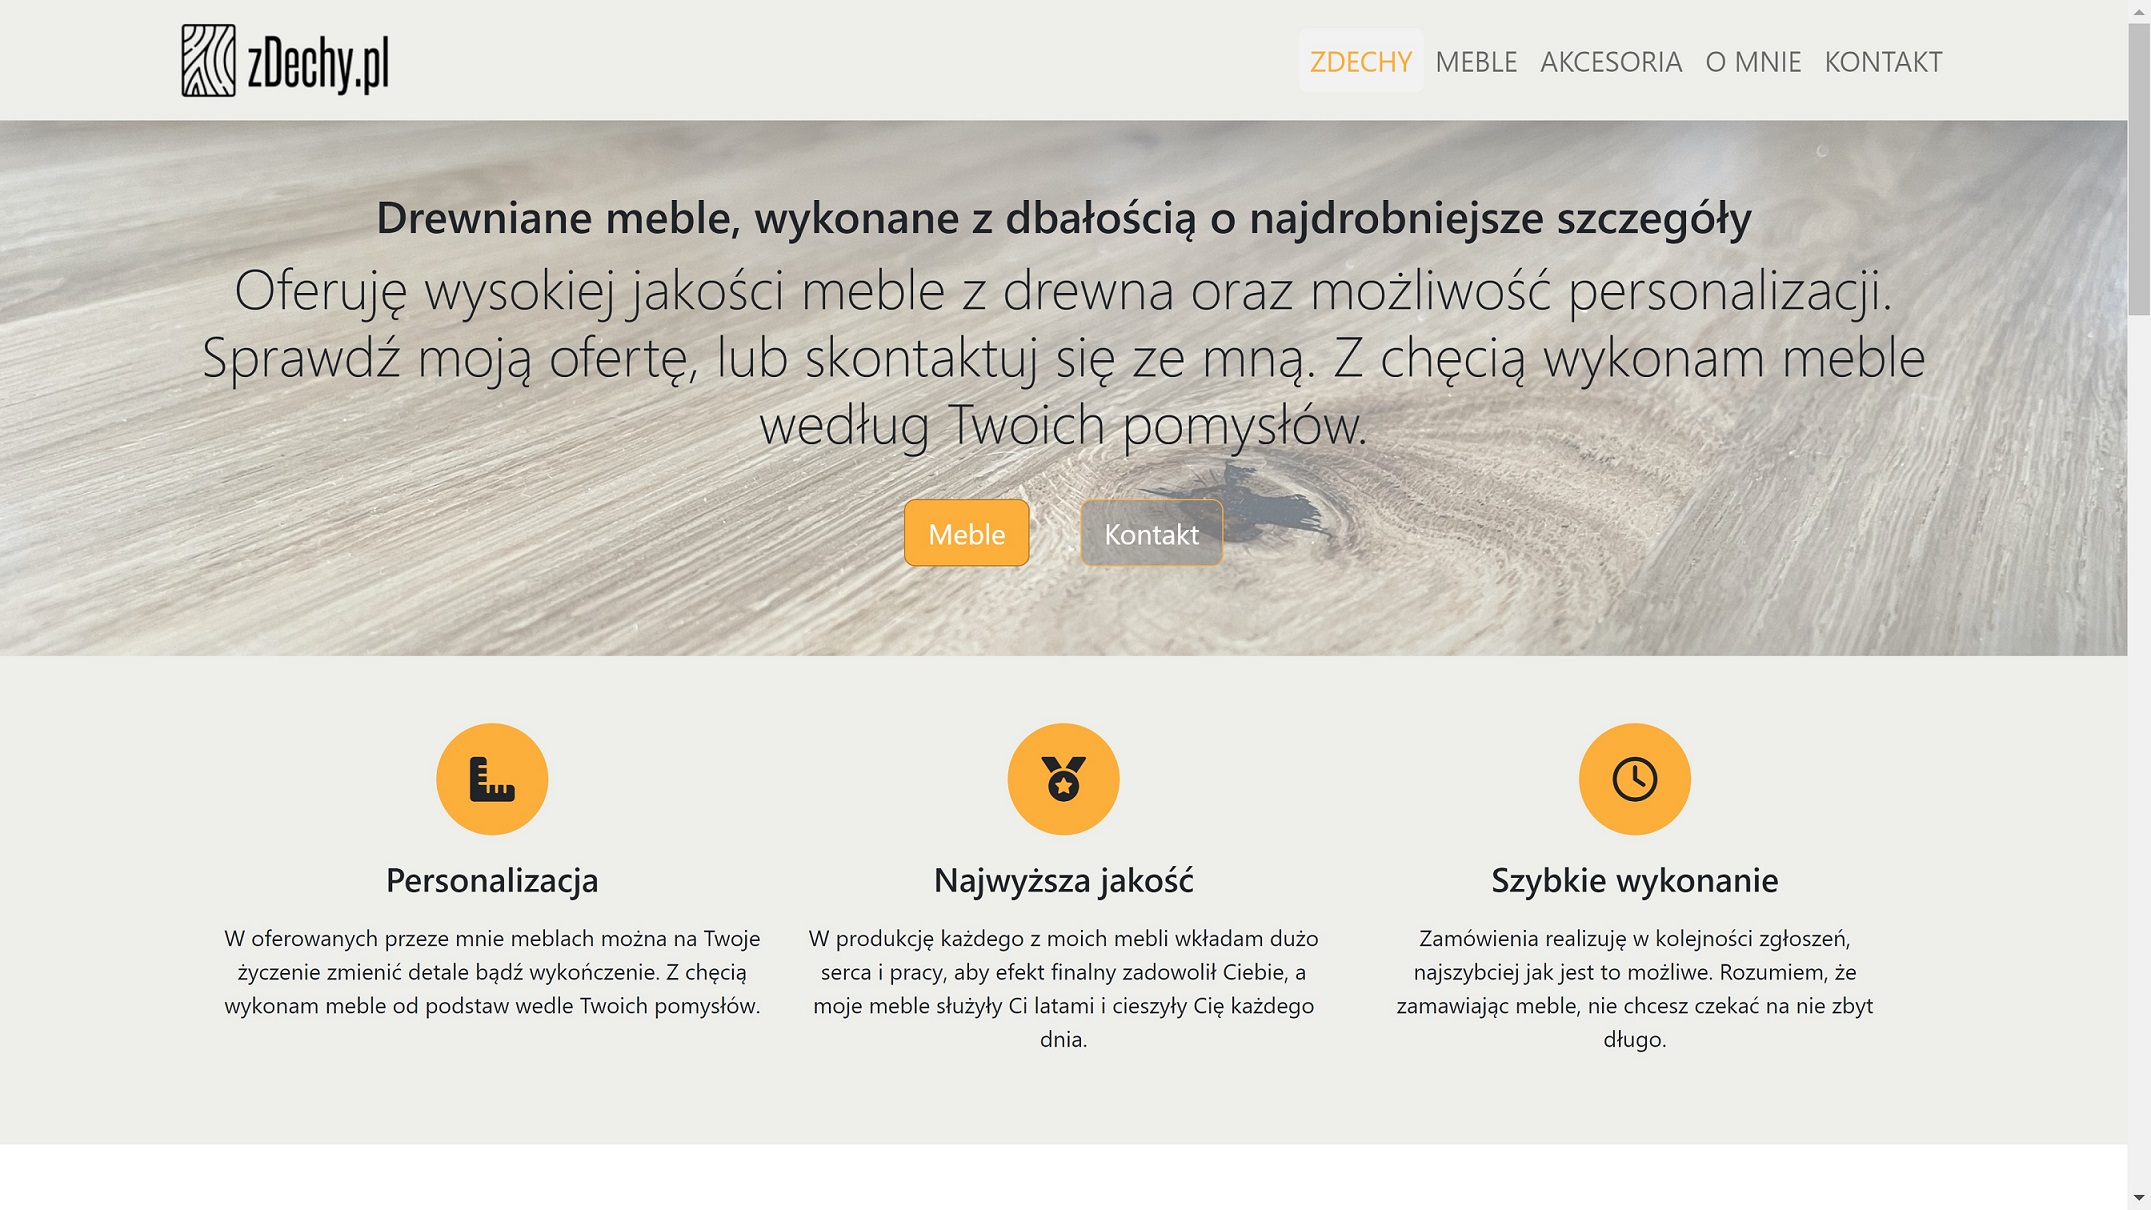 zDechy.pl
ZDECHY MEBLE AKCESORIA O MNIE KONTAKT
Drewniane meble, wykonane z dbałością o najdrobniejsze szczegóły
Oferuję wysokiej jakości meble z drewna oraz możliwość personalizacji.
Sprawdź moją ofertę, lub skontaktuj się ze mną. Z chęcią wykonam meble
według Twoich pomysłów.
Meble Kontakt
Personalizacja
W oferowanych przeze mnie meblach można na Twoje
życzenie zmienić detale bądź wykończenie. Z chęcią
wykonam meble od podstaw wedle Twoich pomysłów.
Najwyższa jakość
W produkcję każdego z moich mebli wkładam dużo
serca i pracy, aby efekt finalny zadowolił Ciebie, a
moje meble służyły Ci latami i cieszyły Cię każdego
dnia.
Szybkie wykonanie
Zamówienia realizuję w kolejności zgłoszeń,
najszybciej jak jest to możliwe. Rozumiem, że
zamawiając meble, nie chcesz czekać na nie zbyt
długo.